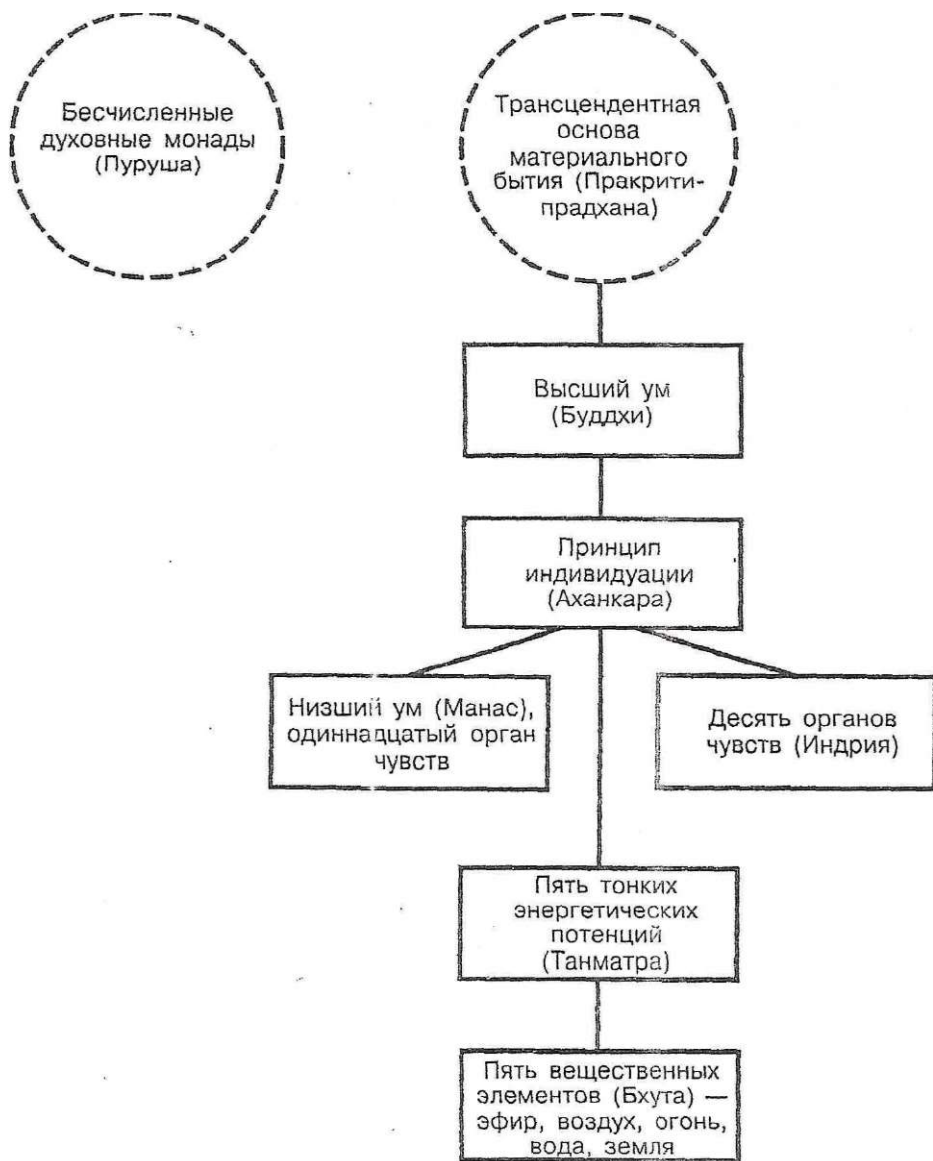 Бесчисленные
духовные монады
(Пуруша)
Трансцендентная
основа
материального
бытия (Пракрити-
прадхана)
Высший ум
(Буддхи)
Принцип
индивидуации
(Аханкара)
Низший ум (Манас),
одиннадцатый орган
чувств
Десять органов
чувств (Индрия)
Пять тонких
энергетических
потенций
(Танматра)
Пять вещественных
элементов (Бхута) —
эфир, воздух, огонь,
вода, земля